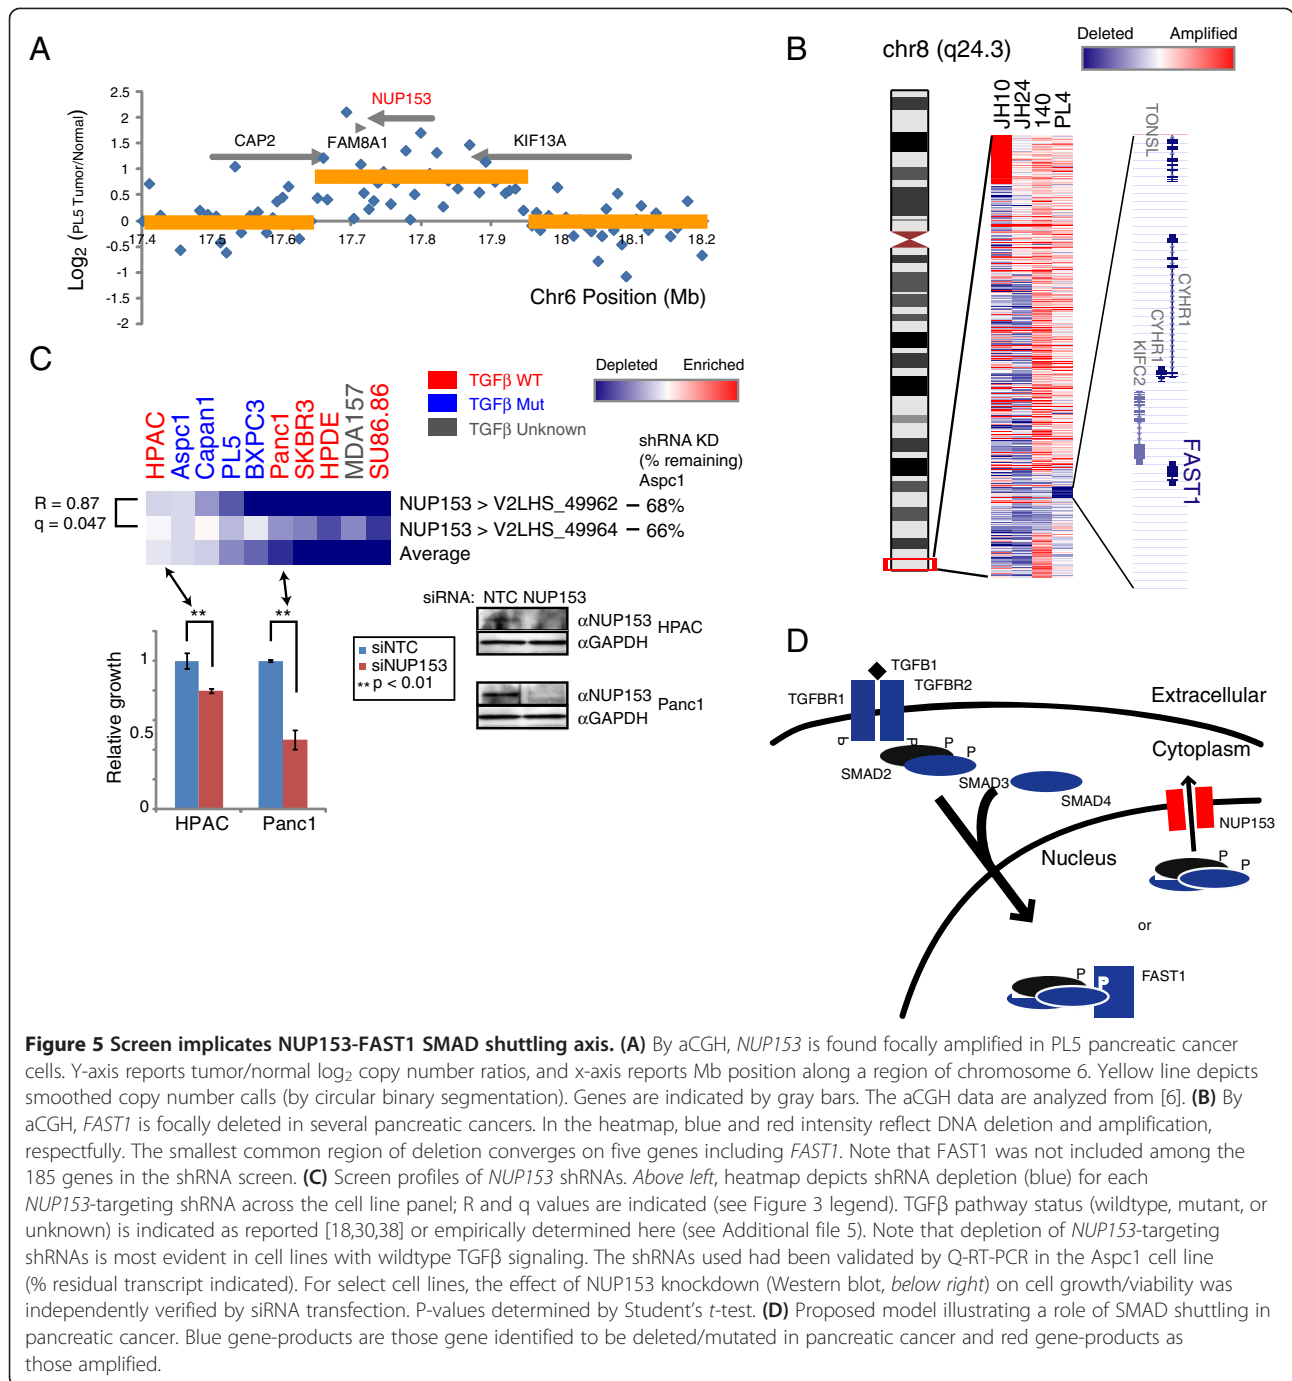 A
2.5
2
1.5
1
0.5
0
-0.5
-1
-1.5
-2
Log2 (PL5 Tumor/Normal)
NUP153
CAP2
FAM8A1
KIF13A
17.4 17.5 17.6 17.7 17.8 17.9 18 18.1 18.2
Chr6 Position (Mb)
B
chr8 (q24.3)
Deleted Amplified
JH10
JH24
140
PL4
TONSL
CYHR1
CYHR1
KIFC2
FAST1
C
TGFβ WT
TGFβ Mut
TGFβ Unknown
Depleted Enriched
HPAC
Aspc1
Capan1
PL5
BXPC3
Panc1
SKBR3
HPDE
MDA157
SU86.86
shRNA KD
(% remaining)
Aspc1
R = 0.87
q = 0.047
NUP153 > V2LHS_49962 – 68%
NUP153 > V2LHS_49964 – 66%
Average
** **
Relative growth
1
0.5
0
HPAC Panc1
siNTC
siNUP153
** p < 0.01
siRNA: NTC NUP153
αNUP153
αGAPDH
HPAC
αNUP153
αGAPDH
Panc1
D
TGFB1
TGFBR1
TGFBR2
Extracellular
P P P P
Cytoplasm
SMAD2
SMAD3
SMAD4
NUP153
Nucleus
P P
or
P P
FAST1
Figure 5 Screen implicates NUP153-FAST1 SMAD shuttling axis. (A) By aCGH, NUP153 is found focally amplified in PL5 pancreatic cancer
cells. Y-axis reports tumor/normal log2 copy number ratios, and x-axis reports Mb position along a region of chromosome 6. Yellow line depicts
smoothed copy number calls (by circular binary segmentation). Genes are indicated by gray bars. The aCGH data are analyzed from [6]. (B) By
aCGH, FAST1 is focally deleted in several pancreatic cancers. In the heatmap, blue and red intensity reflect DNA deletion and amplification,
respectfully. The smallest common region of deletion converges on five genes including FAST1. Note that FAST1 was not included among the
185 genes in the shRNA screen. (C) Screen profiles of NUP153 shRNAs. Above left, heatmap depicts shRNA depletion (blue) for each
NUP153-targeting shRNA across the cell line panel; R and q values are indicated (see Figure 3 legend). TGFβ pathway status (wildtype, mutant, or
unknown) is indicated as reported [18,30,38] or empirically determined here (see Additional file 5). Note that depletion of NUP153-targeting
shRNAs is most evident in cell lines with wildtype TGFβ signaling. The shRNAs used had been validated by Q-RT-PCR in the Aspc1 cell line
(% residual transcript indicated). For select cell lines, the effect of NUP153 knockdown (Western blot, below right) on cell growth/viability was
independently verified by siRNA transfection. P-values determined by Student's t-test. (D) Proposed model illustrating a role of SMAD shuttling in
pancreatic cancer. Blue gene-products are those gene identified to be deleted/mutated in pancreatic cancer and red gene-products as
those amplified.